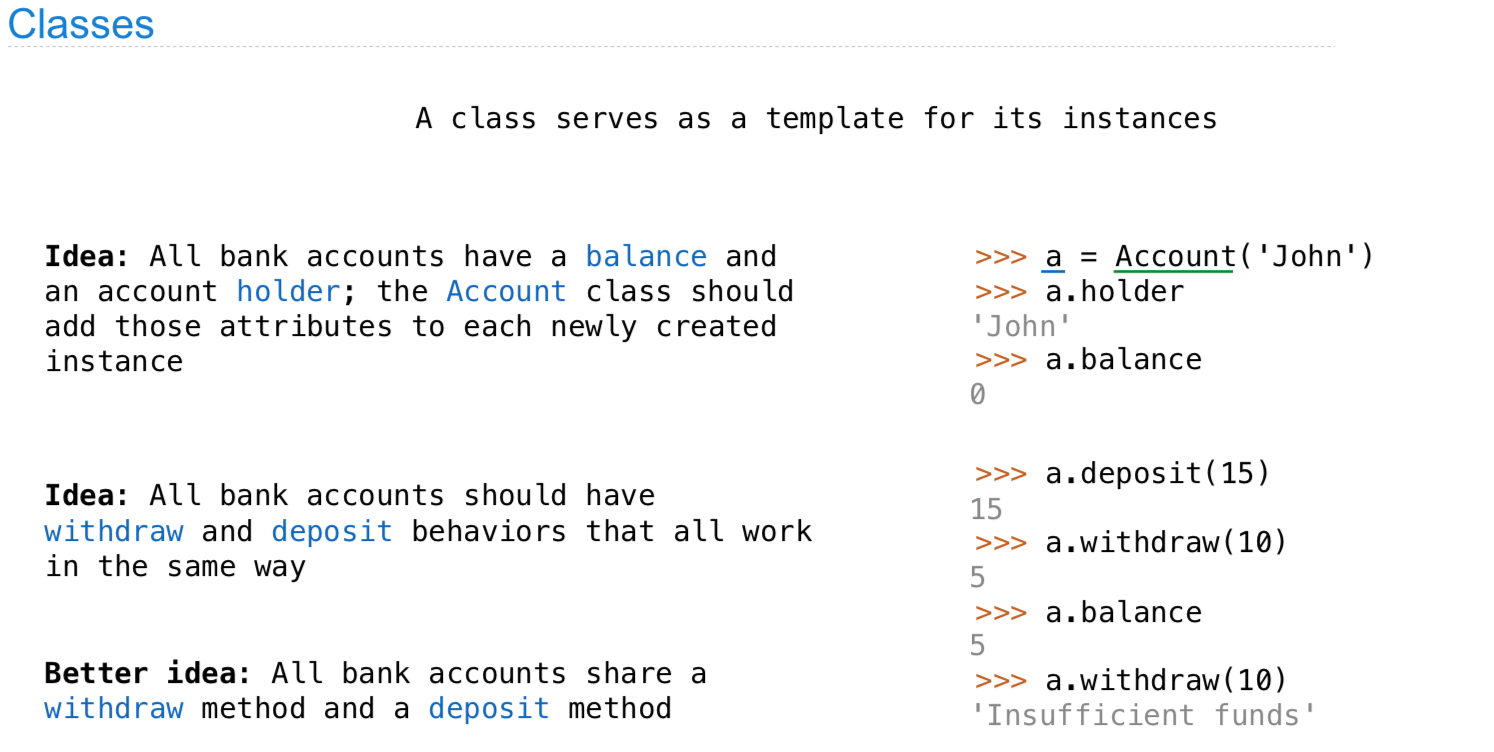 Classes
A class serves as a template for its instances
Idea: All bank accounts have a balance and
an account holder; the Account class should
add those attributes to each newly created
instance
>>> a = Account('John')
>>> a.holder
'John'
>>> a.balance
0
Idea: All bank accounts should have
withdraw and deposit behaviors that all work
in the same way
Better idea: All bank accounts share a
withdraw method and a deposit method
>>> a.deposit(15)
15
>>> a.withdraw(10)
5
>>> a.balance
5
>>> a.withdraw(10)
'Insufficient funds'